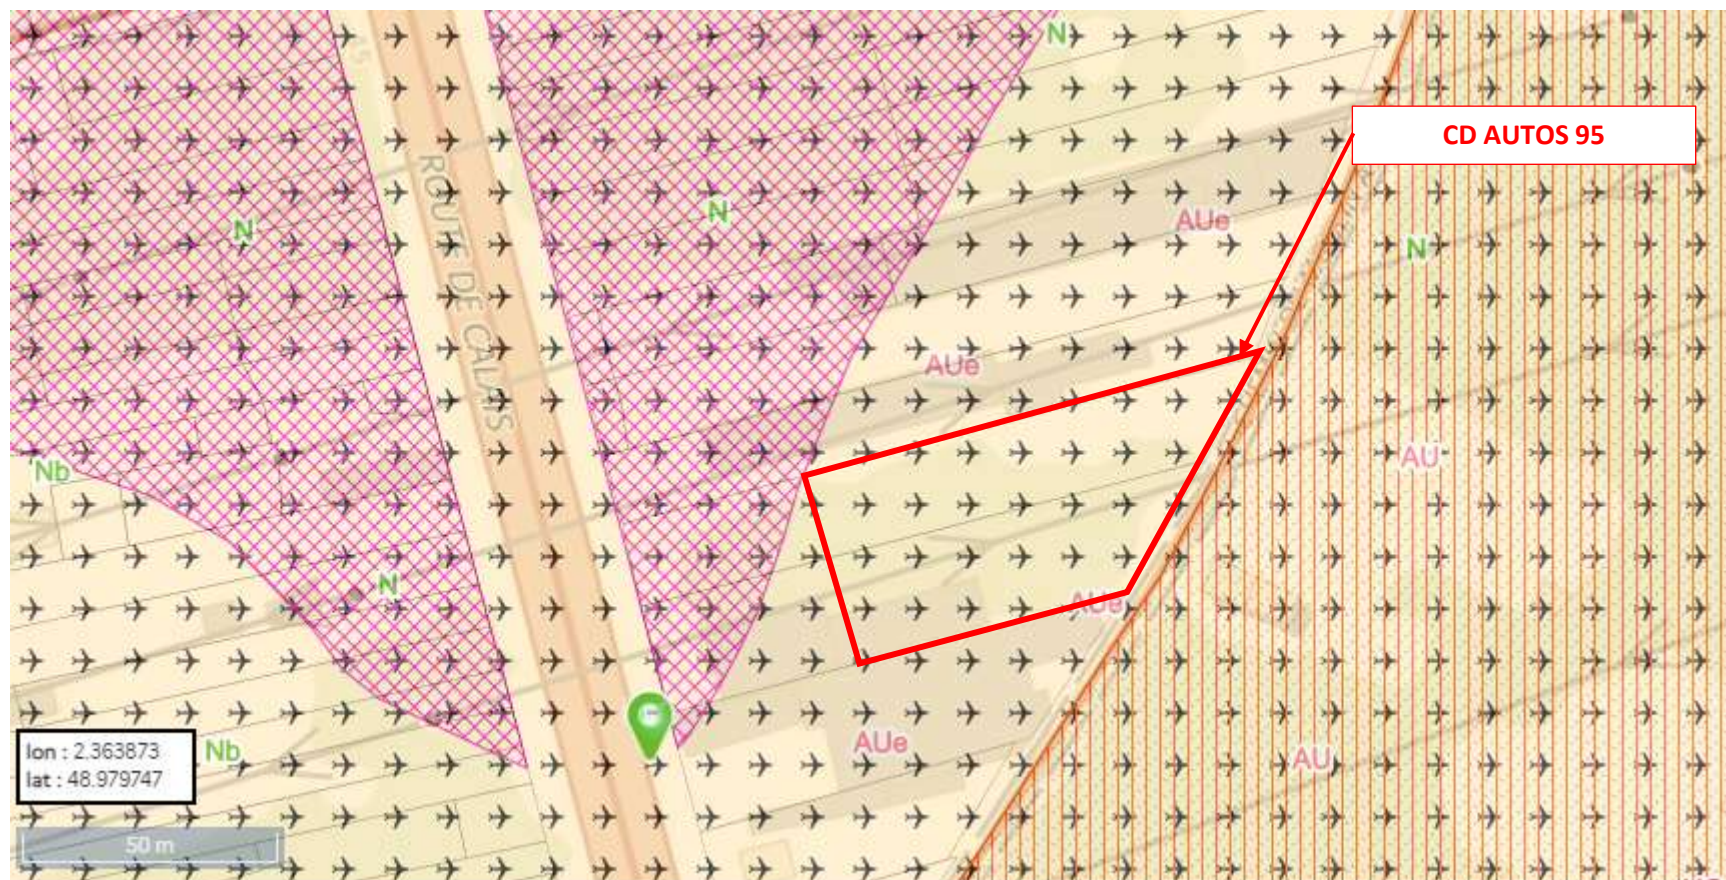 N
CD AUTOS 95
ROUTE DE CALAIS
N
N
AUe
N
AUe
Nb
AU
N
AUe
Nb
AUe
AU
lon : 2.363873
lat : 48.979747
50 m